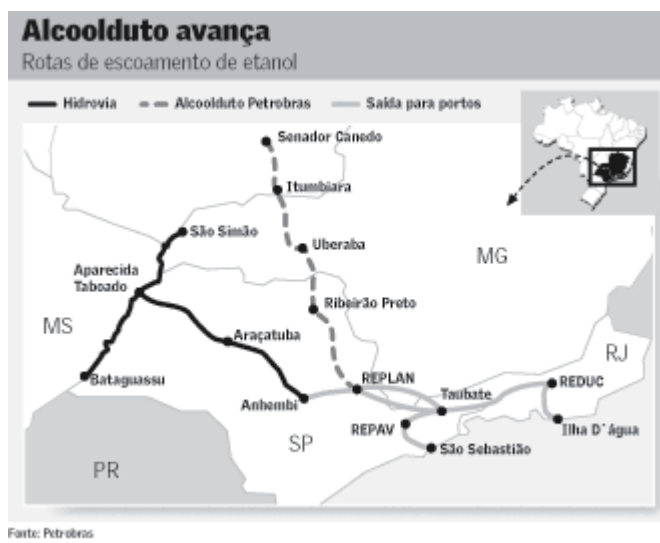 Alcoolduto avança
Rotas de escoamento de etanol
Hidrovia
Alcoolduto Petrobras
Saída para portos
Senador Canedo
Itumbiara
São Simão
Uberaba
MG
Aparecida
Taboado
Ribeirão Preto
MS
Araçatuba
RJ
Bataguassu
REPLAN
Taubate
REDUC
Anhembi
REPAV
Ilha D'água
SP
São Sebastião
PR
Fonte: Petrobras